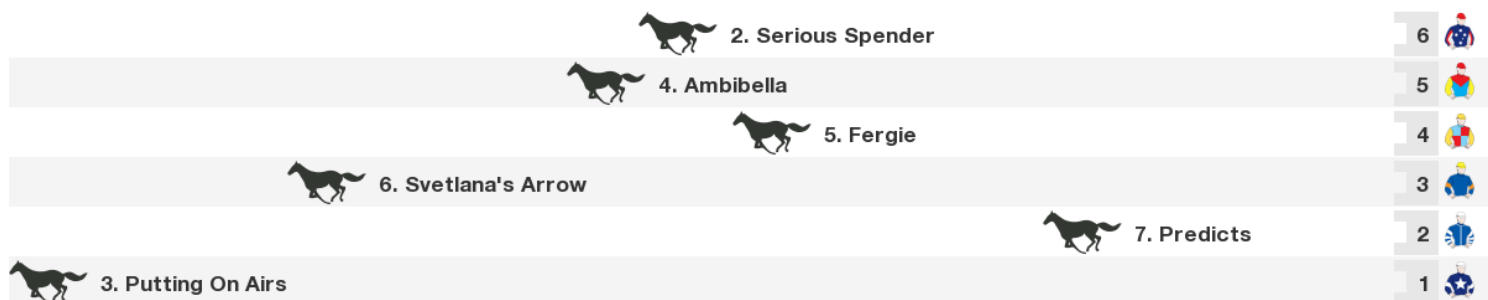 2. Serious Spender 6
4. Ambibella 5
5. Fergie 4
6. Svetlana's Arrow 3
7. Predicts 2
3. Putting On Airs 1